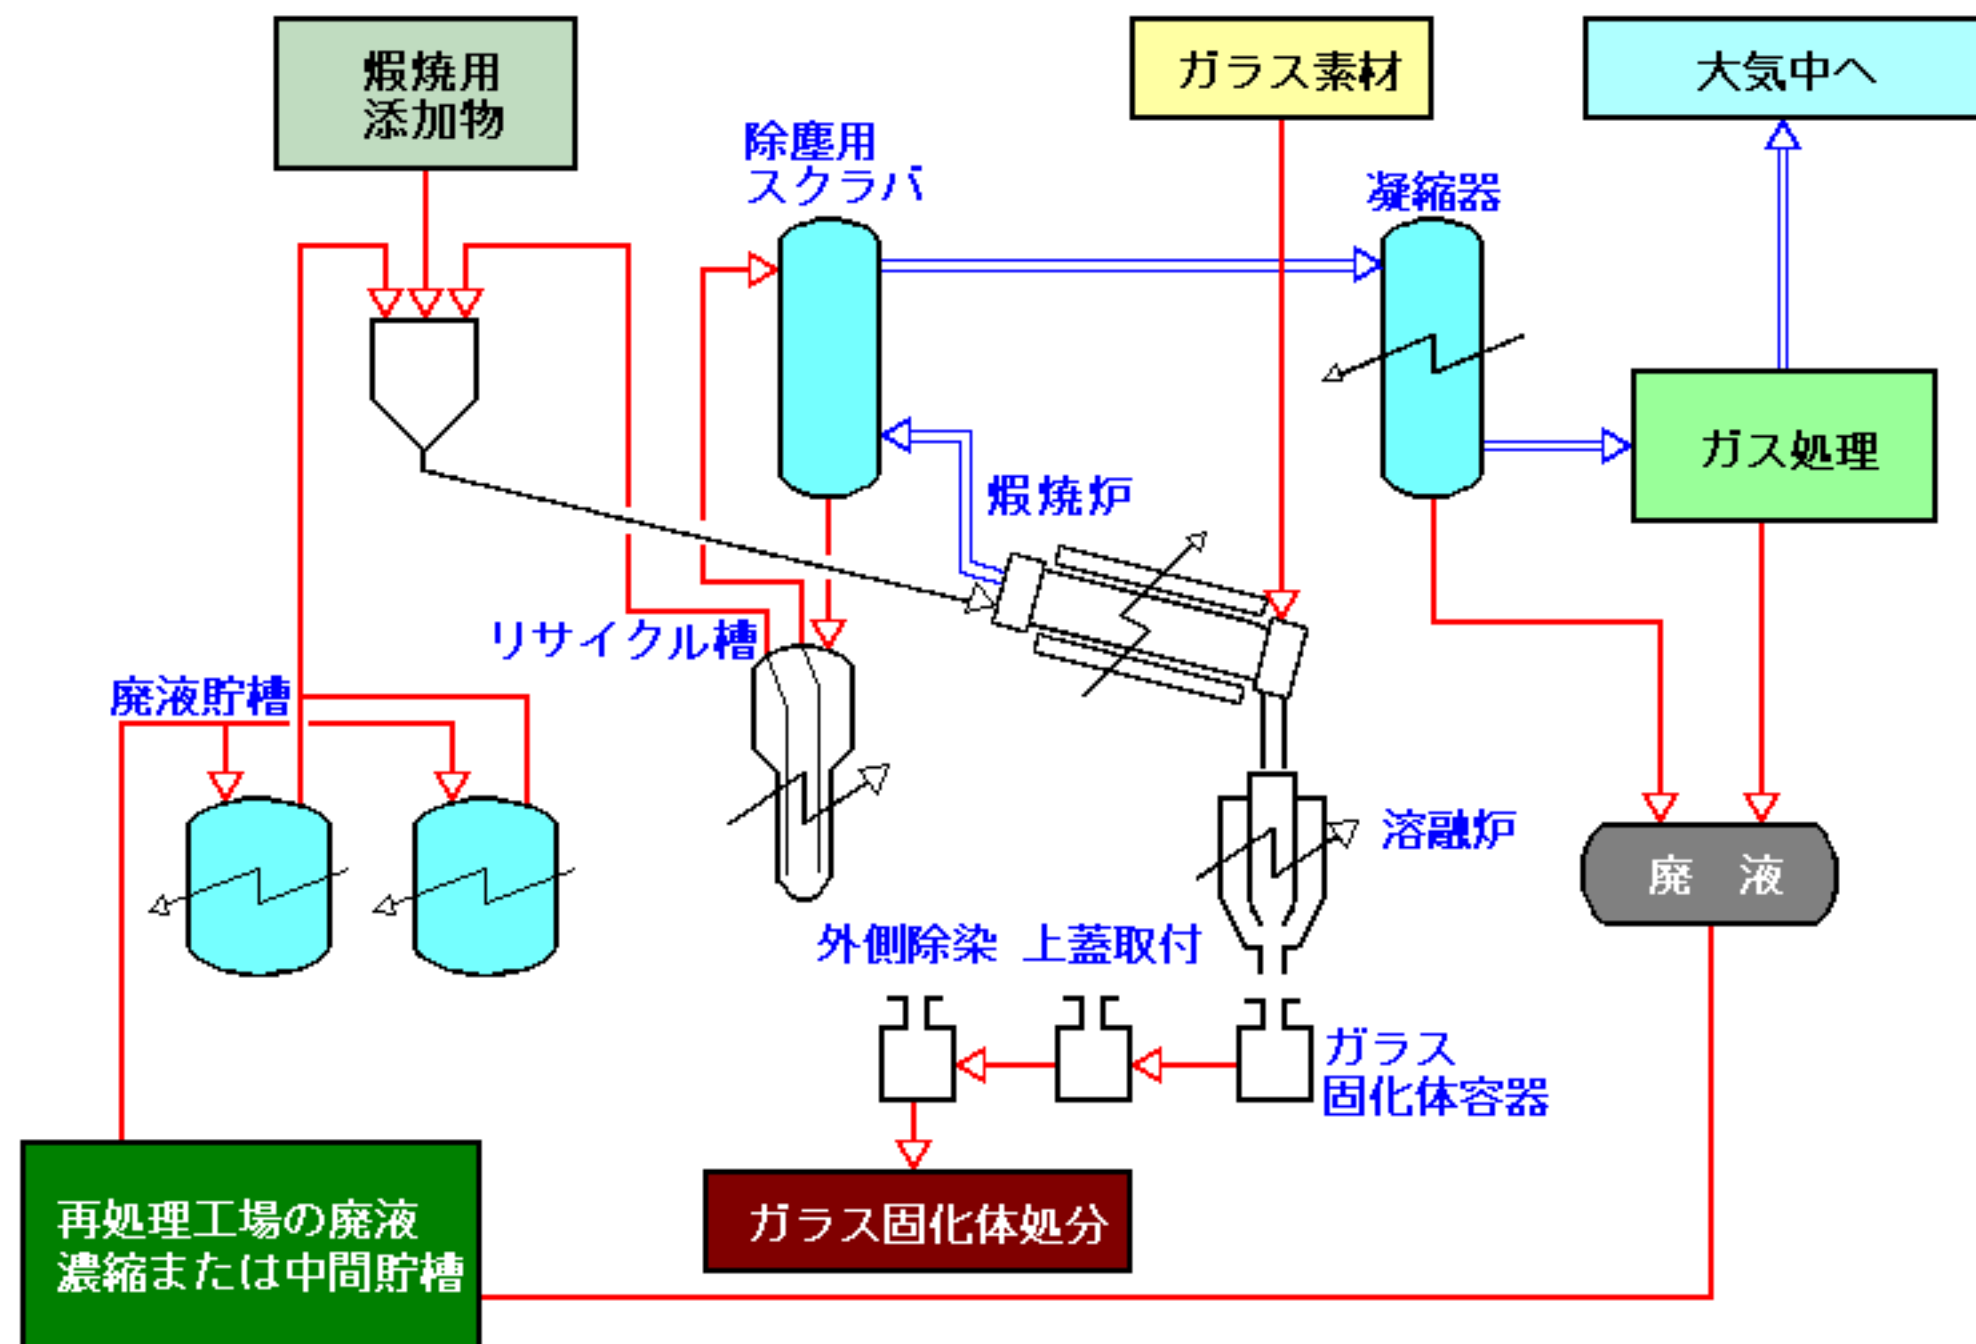 煆焼用
添加物
ガラス素材
大気中へ
除塵用
スクラバ
凝縮器
ガス処理
煆焼炉
リサイクル槽
廃液貯槽
溶融炉
廃 液
外側除染
上蓋取付
ガラス
固化体容器
再処理工場の廃液
濃縮または中間貯槽
ガラス固化体処分